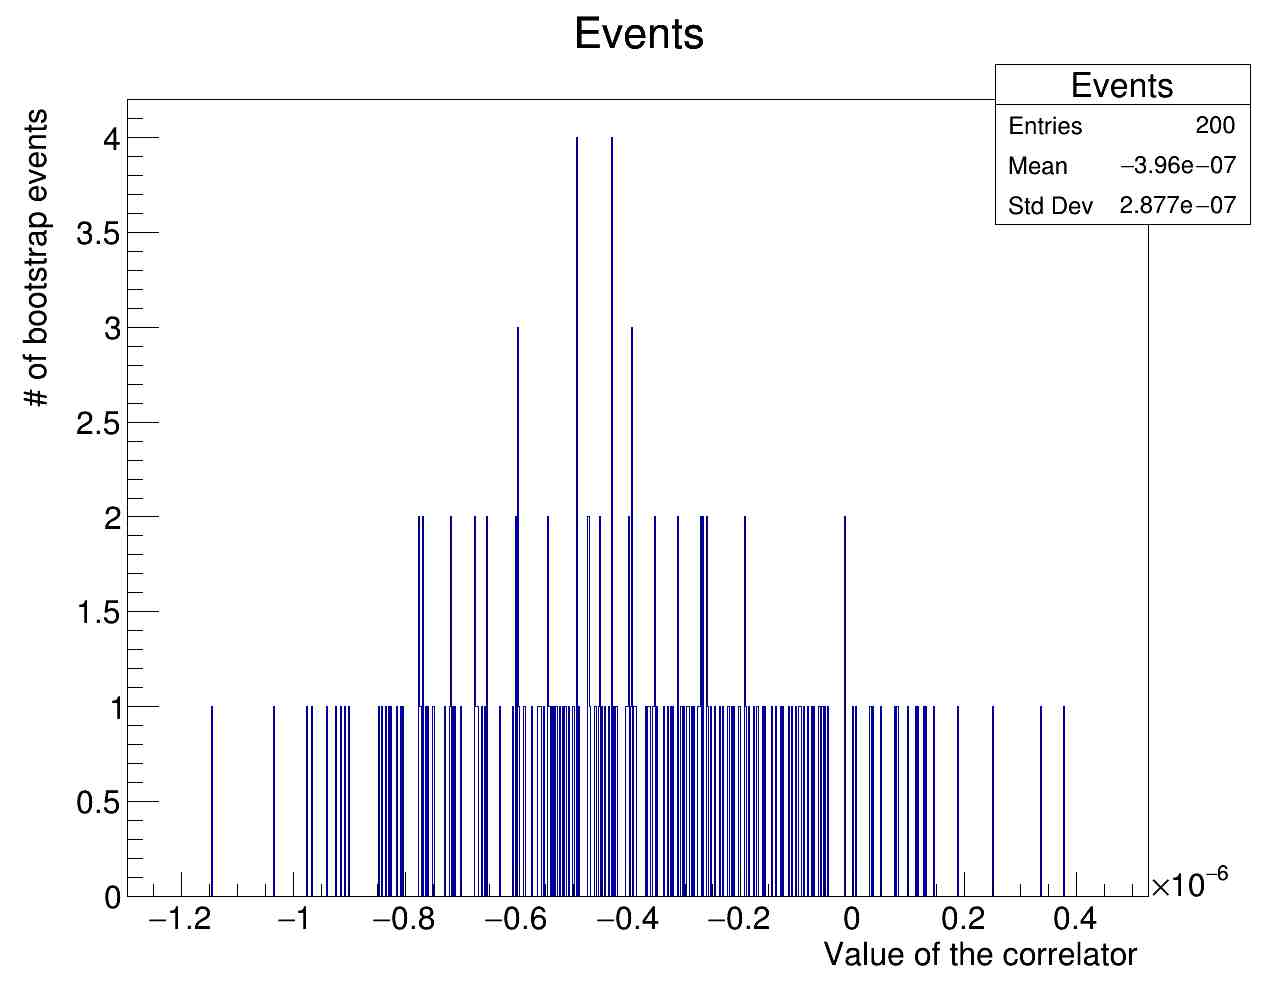 Events
Events
Entries 200
Mean −3.96e−07
Std Dev 2.877e−07
# of bootstrap events
4
3.5
3
2.5
2
1.5
1
0.5
0
−1.2 −1 −0.8 −0.6 −0.4 −0.2 0 0.2 0.4
×10⁻⁶
Value of the correlator